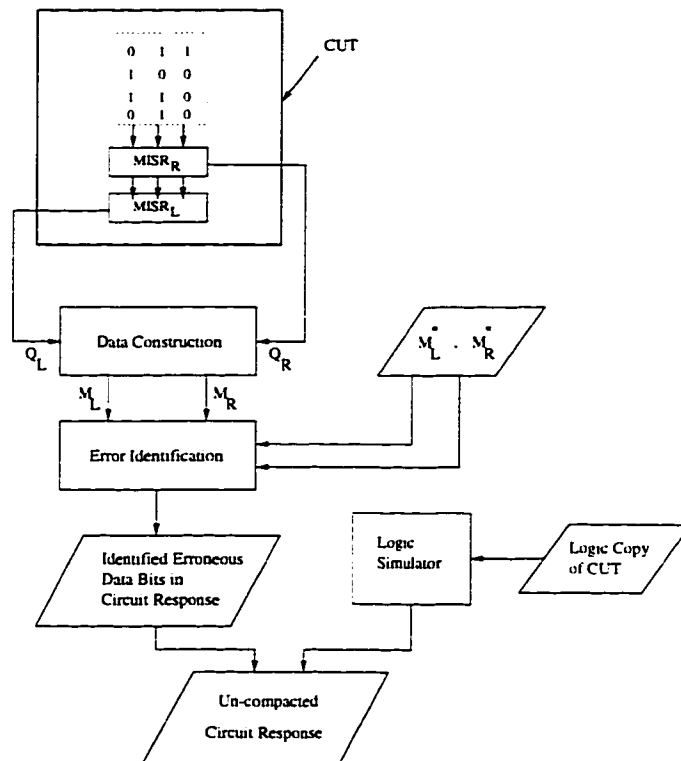 CUT
0 1 1
1 0 0
1 1 0
0 1 0
MISR_R
MISR_L
Data Construction
Q_L
Q_R
M_L^* . M_R^*
M_L
M_R
Error Identification
Identified Erroneous
Data Bits in
Circuit Response
Logic
Simulator
Logic Copy
of CUT
Un-compacted
Circuit Response